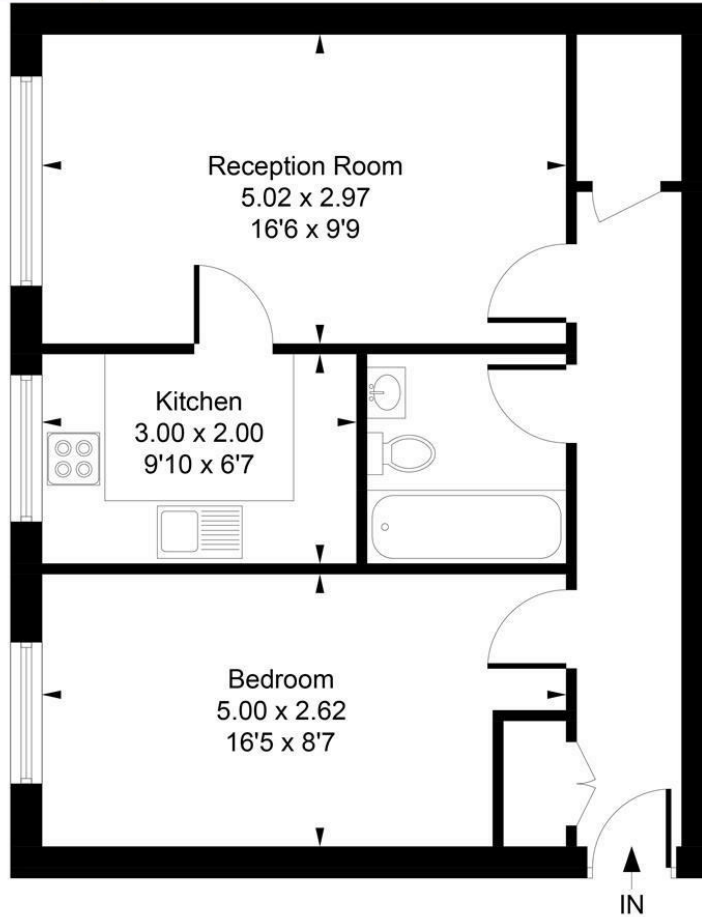 Reception Room
5.02 x 2.97
16'6 x 9'9
Kitchen
3.00 x 2.00
9'10 x 6'7
Bedroom
5.00 x 2.62
16'5 x 8'7
IN